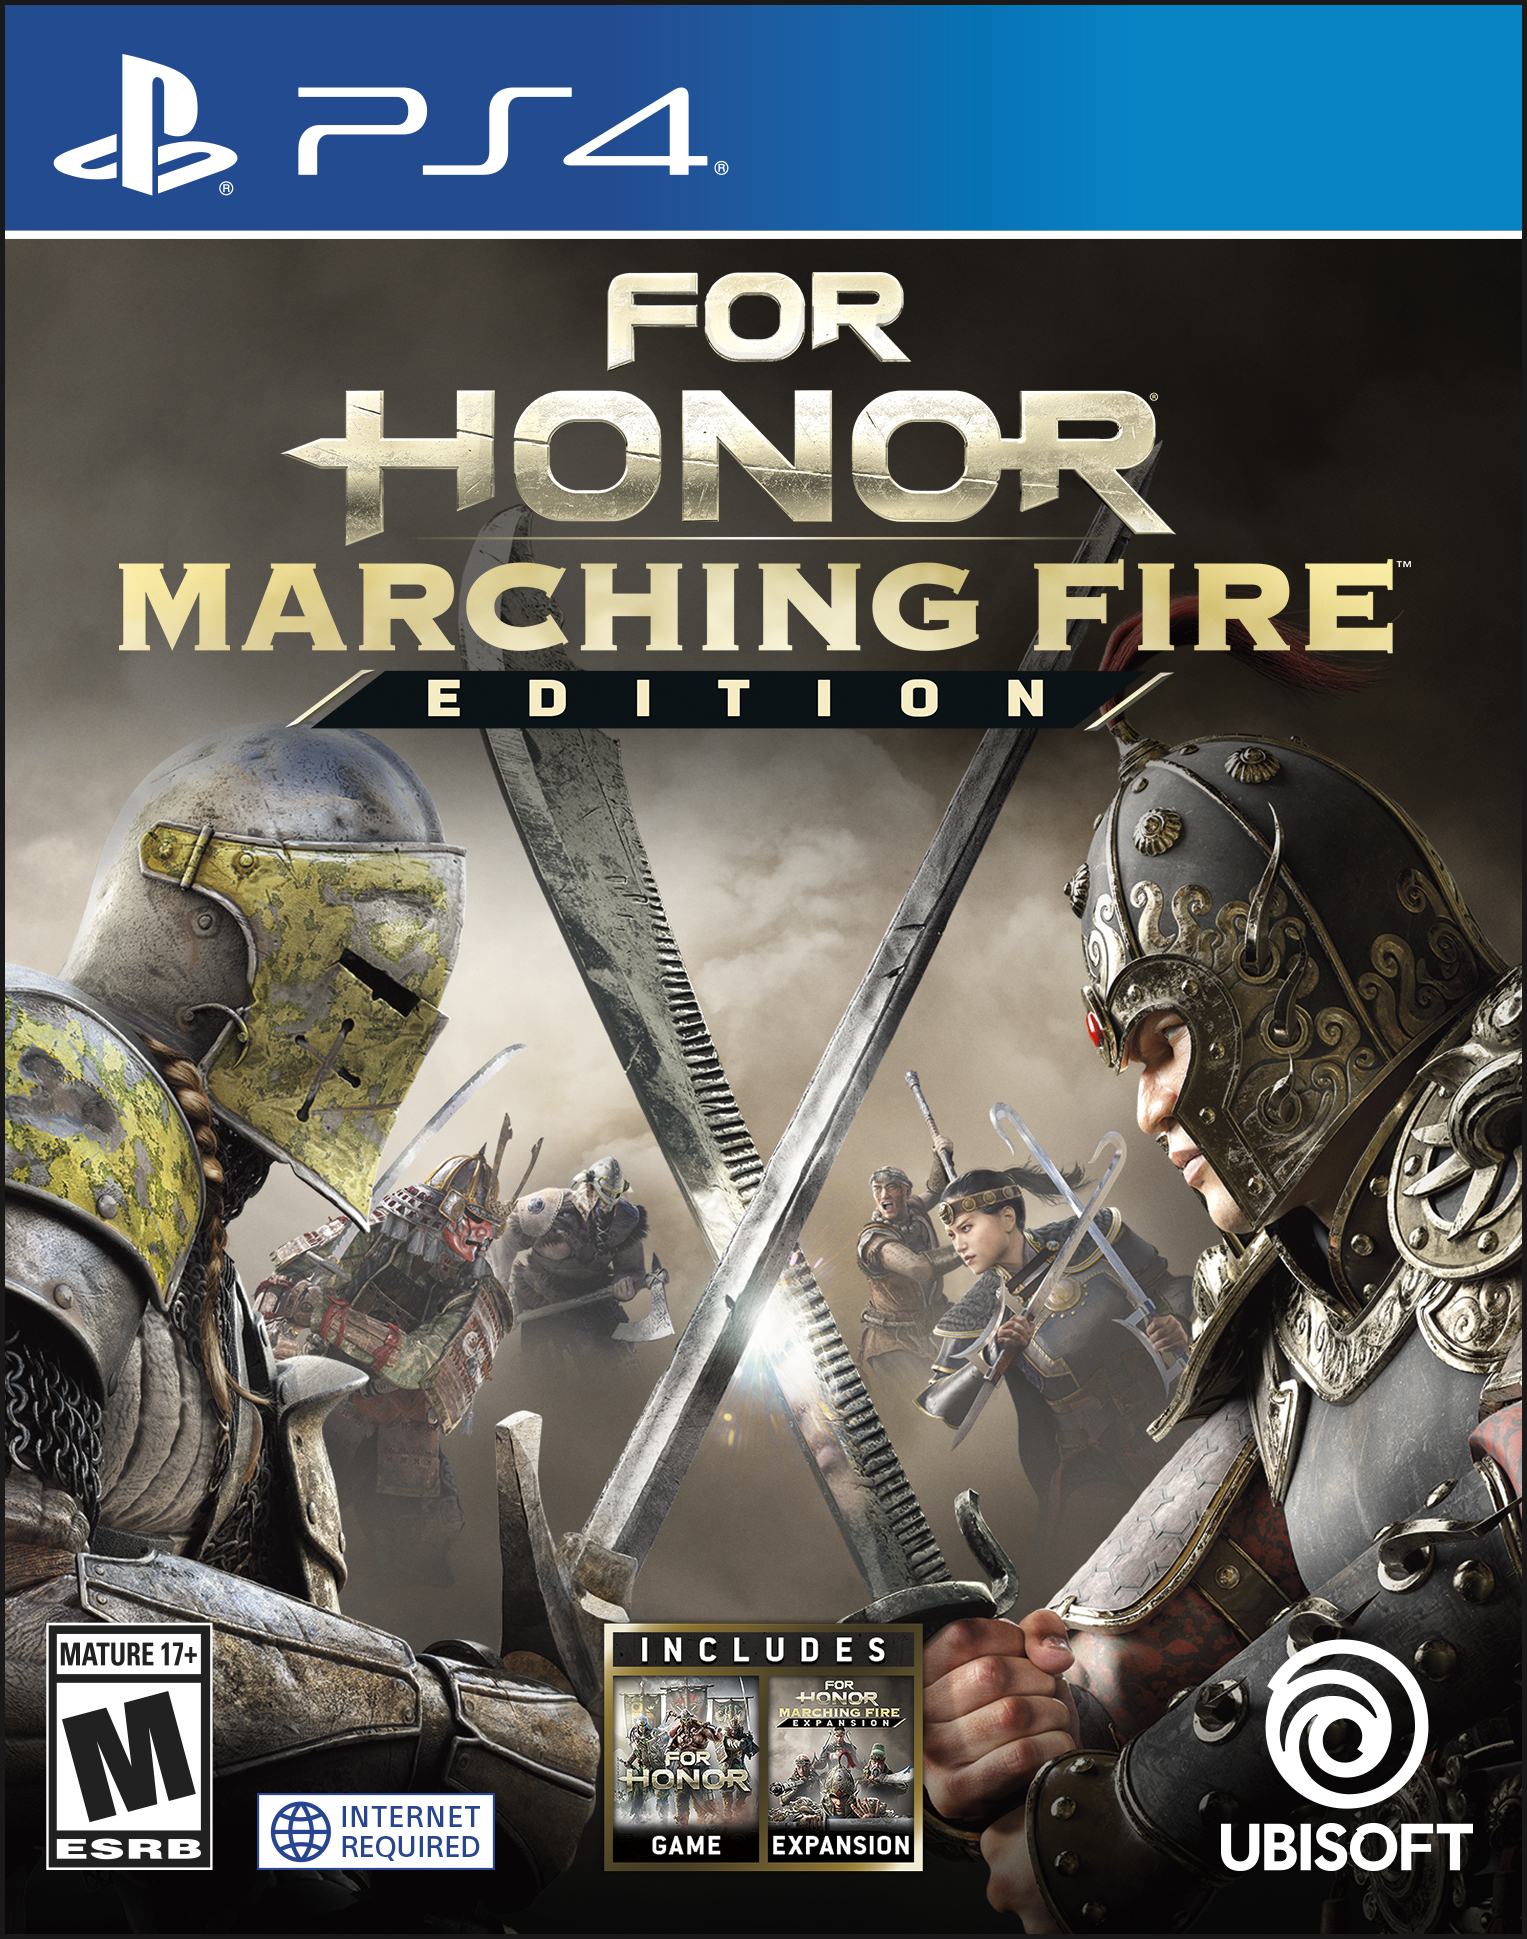 PS4®
FOR
HONOR®
MARCHING FIRE™
EDITION
MATURE 17+
M
ESRB
INTERNET
REQUIRED
INCLUDES
FOR
HONOR
GAME
FOR
HONOR
MARCHING FIRE
EXPANSION
EXPANSION
UBISOFT